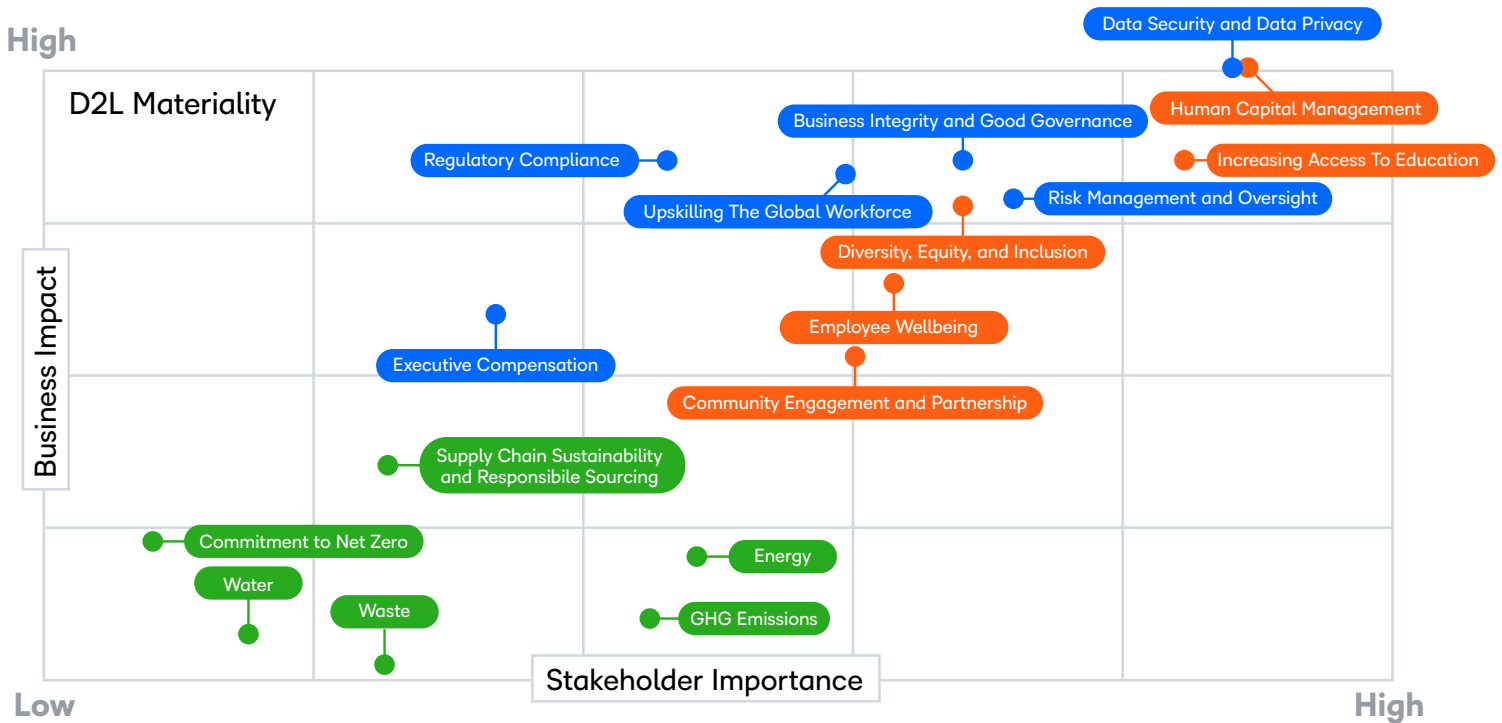 High
D2L Materiality
Data Security and Data Privacy
Human Capital Managaement
Business Integrity and Good Governance
Regulatory Compliance
Increasing Access To Education
Upskilling The Global Workforce
Risk Management and Oversight
Diversity, Equity, and Inclusion
Employee Wellbeing
Executive Compensation
Community Engagement and Partnership
Business Impact
Supply Chain Sustainability
and Responsibile Sourcing
Commitment to Net Zero
Energy
Water
Waste
GHG Emissions
Stakeholder Importance
Low
High